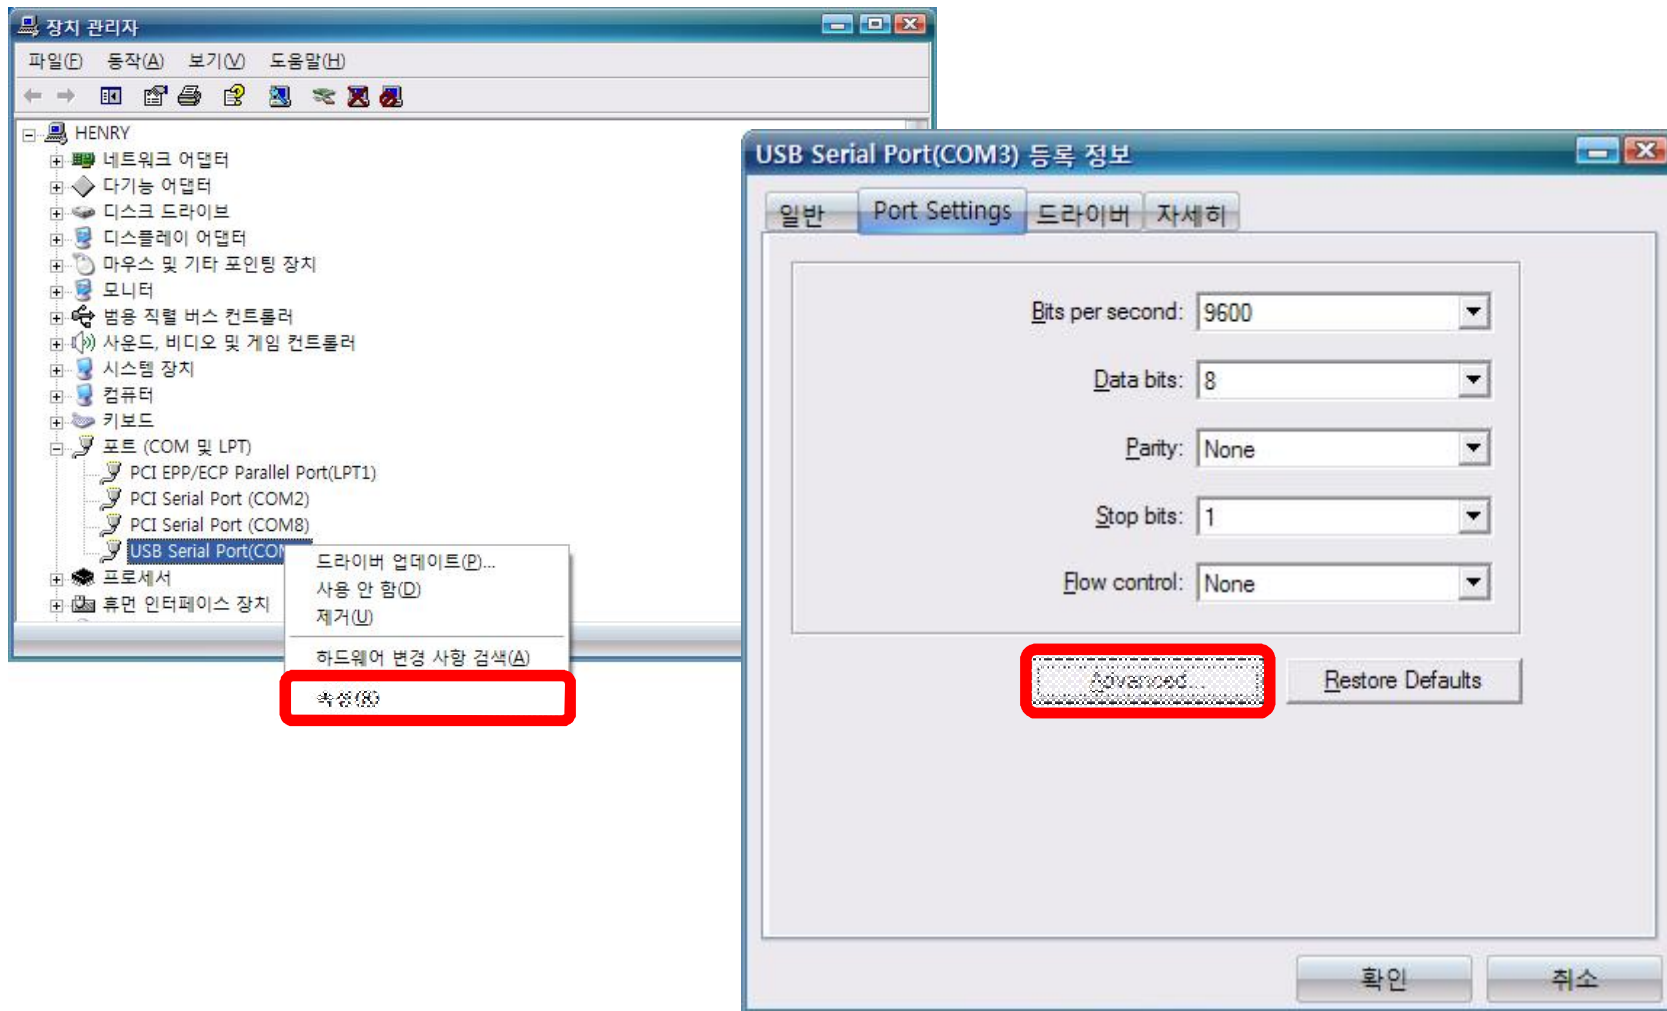 장치 관리자
파일(F) 동작(A) 보기(V) 도움말(H)
HENRY
네트워크 어댑터
다기능 어댑터
디스크 드라이브
디스플레이 어댑터
마우스 및 기타 포인팅 장치
모니터
범용 직렬 버스 컨트롤러
사운드, 비디오 및 게임 컨트롤러
시스템 장치
컴퓨터
키보드
포트 (COM 및 LPT)
PCI EPP/ECP Parallel Port(LPT1)
PCI Serial Port (COM2)
PCI Serial Port (COM8)
USB Serial Port(COM
프로세서
휴먼 인터페이스 장치
드라이버 업데이트(P)...
사용 안 함(D)
제거(U)
하드웨어 변경 사항 검색(A)
속성(R)
USB Serial Port(COM3) 등록 정보
일반 Port Settings 드라이버 자세히
Bits per second: 9600
Data bits: 8
Parity: None
Stop bits: 1
Flow control: None
Advanced... Restore Defaults
확인 취소